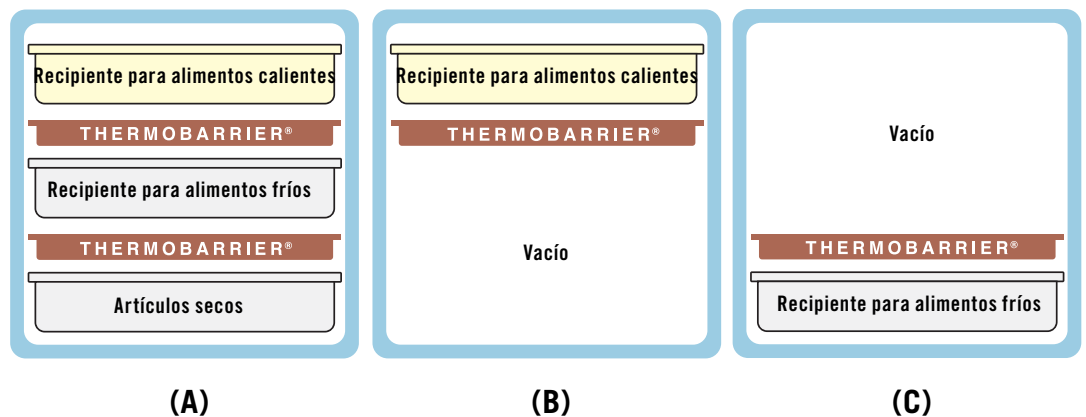 Recipiente para alimentos calientes
THERMOBARRIER®
Recipiente para alimentos fríos
THERMOBARRIER®
Artículos secos
(A)
Recipiente para alimentos calientes
THERMOBARRIER®
Vacío
(B)
Vacío
THERMOBARRIER®
Recipiente para alimentos fríos
(C)